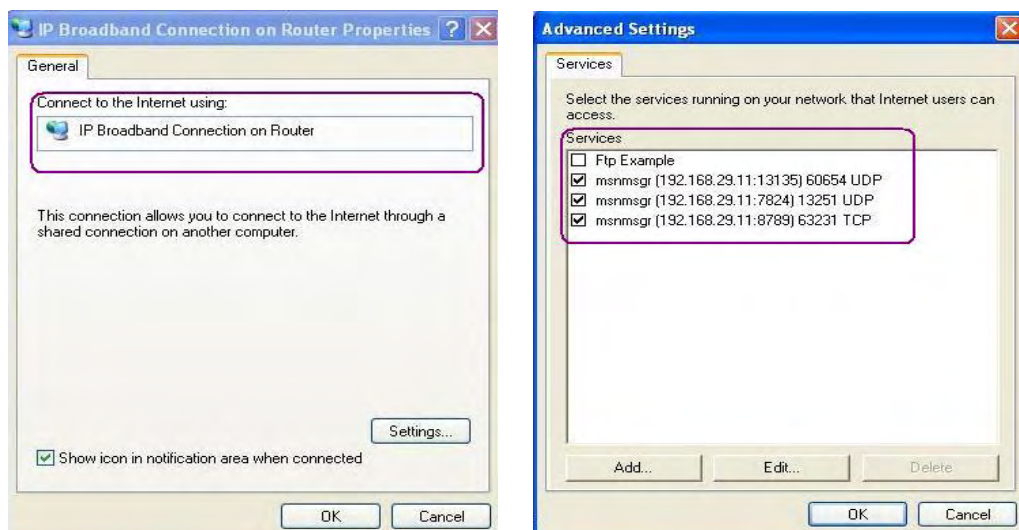 IP Broadband Connection on Router Properties
General
Connect to the Internet using:
IP Broadband Connection on Router
This connection allows you to connect to the Internet through a
shared connection on another computer.
Settings...
Show icon in notification area when connected
OK Cancel
Advanced Settings
Services
Select the services running on your network that Internet users can
access.
Services
Ftp Example
msnmsgr (192.168.29.11:13135) 60654 UDP
msnmsgr (192.168.29.11:7824) 13251 UDP
msnmsgr (192.168.29.11:8789) 63231 TCP
Add... Edit... Delete
OK Cancel